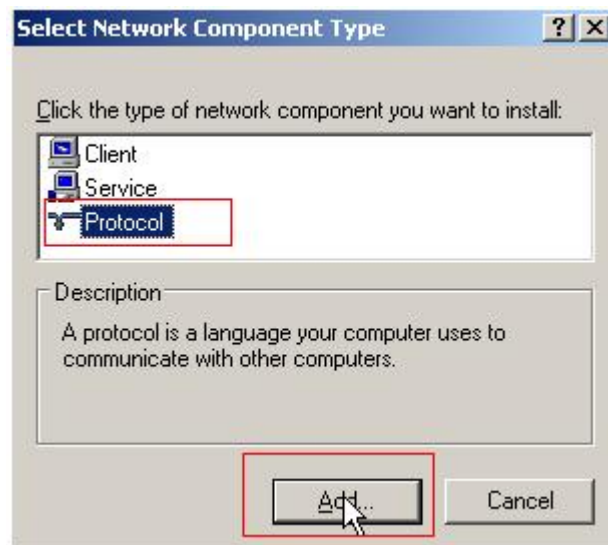 Select Network Component Type
Click the type of network component you want to install:
Client
Service
Protocol
Description
A protocol is a language your computer uses to
communicate with other computers.
Add...
Cancel